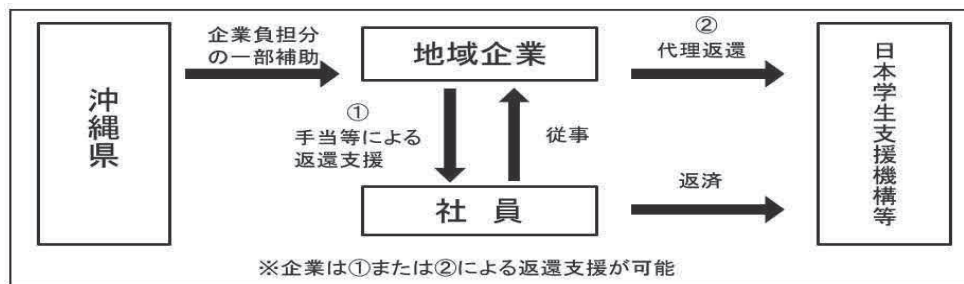 沖縄県
企業負担分
の一部補助
地域企業
②
代理返還
日本学生支援機構等
①
手当等による
返還支援
従事
社 員
返済
※企業は①または②による返還支援が可能